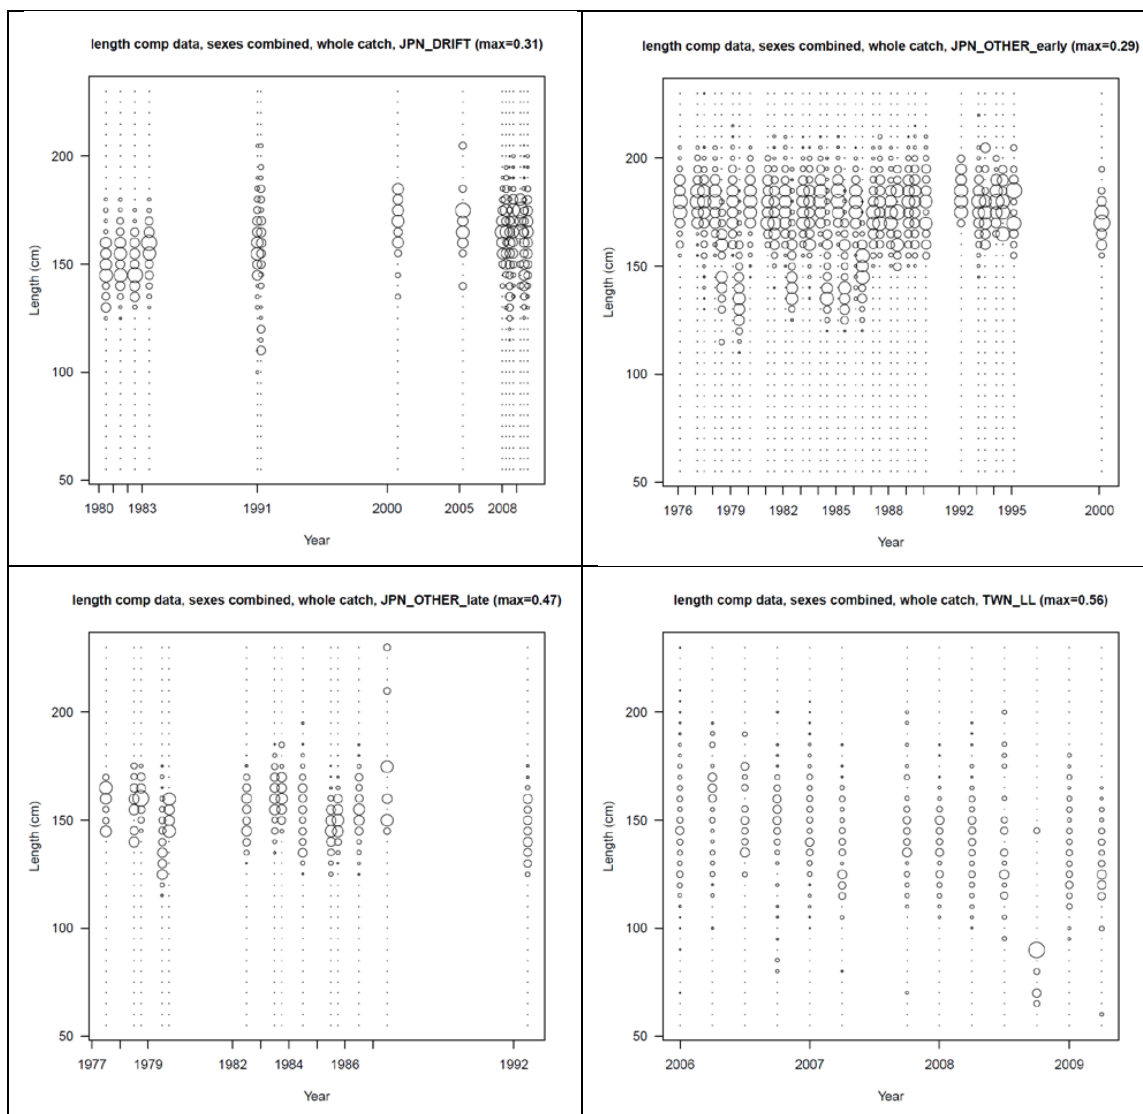 length comp data, sexes combined, whole catch, JPN_DRIFT (max=0.31)
200
150
100
50
Length (cm)
1980 1983 1991 2000 2005 2008
Year
length comp data, sexes combined, whole catch, JPN_OTHER_early (max=0.29)
200
150
100
50
Length (cm)
1976 1979 1982 1985 1988 1992 1995 2000
Year
length comp data, sexes combined, whole catch, JPN_OTHER_late (max=0.47)
200
150
100
50
Length (cm)
1977 1979 1982 1984 1986 1992
Year
length comp data, sexes combined, whole catch, TWN_LL (max=0.56)
200
150
100
50
Length (cm)
2006 2007 2008 2009
Year